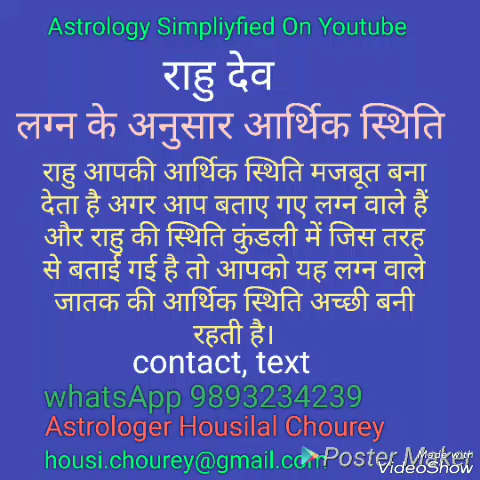 Astrology Simpliyfied On Youtube
राहु देव
लग्न के अनुसार आर्थिक स्थिति
राहु आपकी आर्थिक स्थिति मजबूत बना
देता है अगर आप बताए गए लग्न वाले हैं
और राहु की स्थिति कुंडली में जिस तरह
से बताई गई है तो आपको यह लग्न वाले
जातक की आर्थिक स्थिति अच्छी बनी
रहती है।
contact, text
whatsApp 9893234239
Astrologer Housilal Chourey
housi.chourey@gmail.com
Poster Maker
Made with
VideoShow